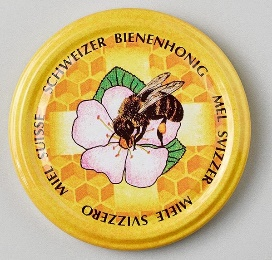 SCHWEIZER BIENENHONIG
MEL SVIZZER
MIELE SVIZZERO
MIEL SUISSE